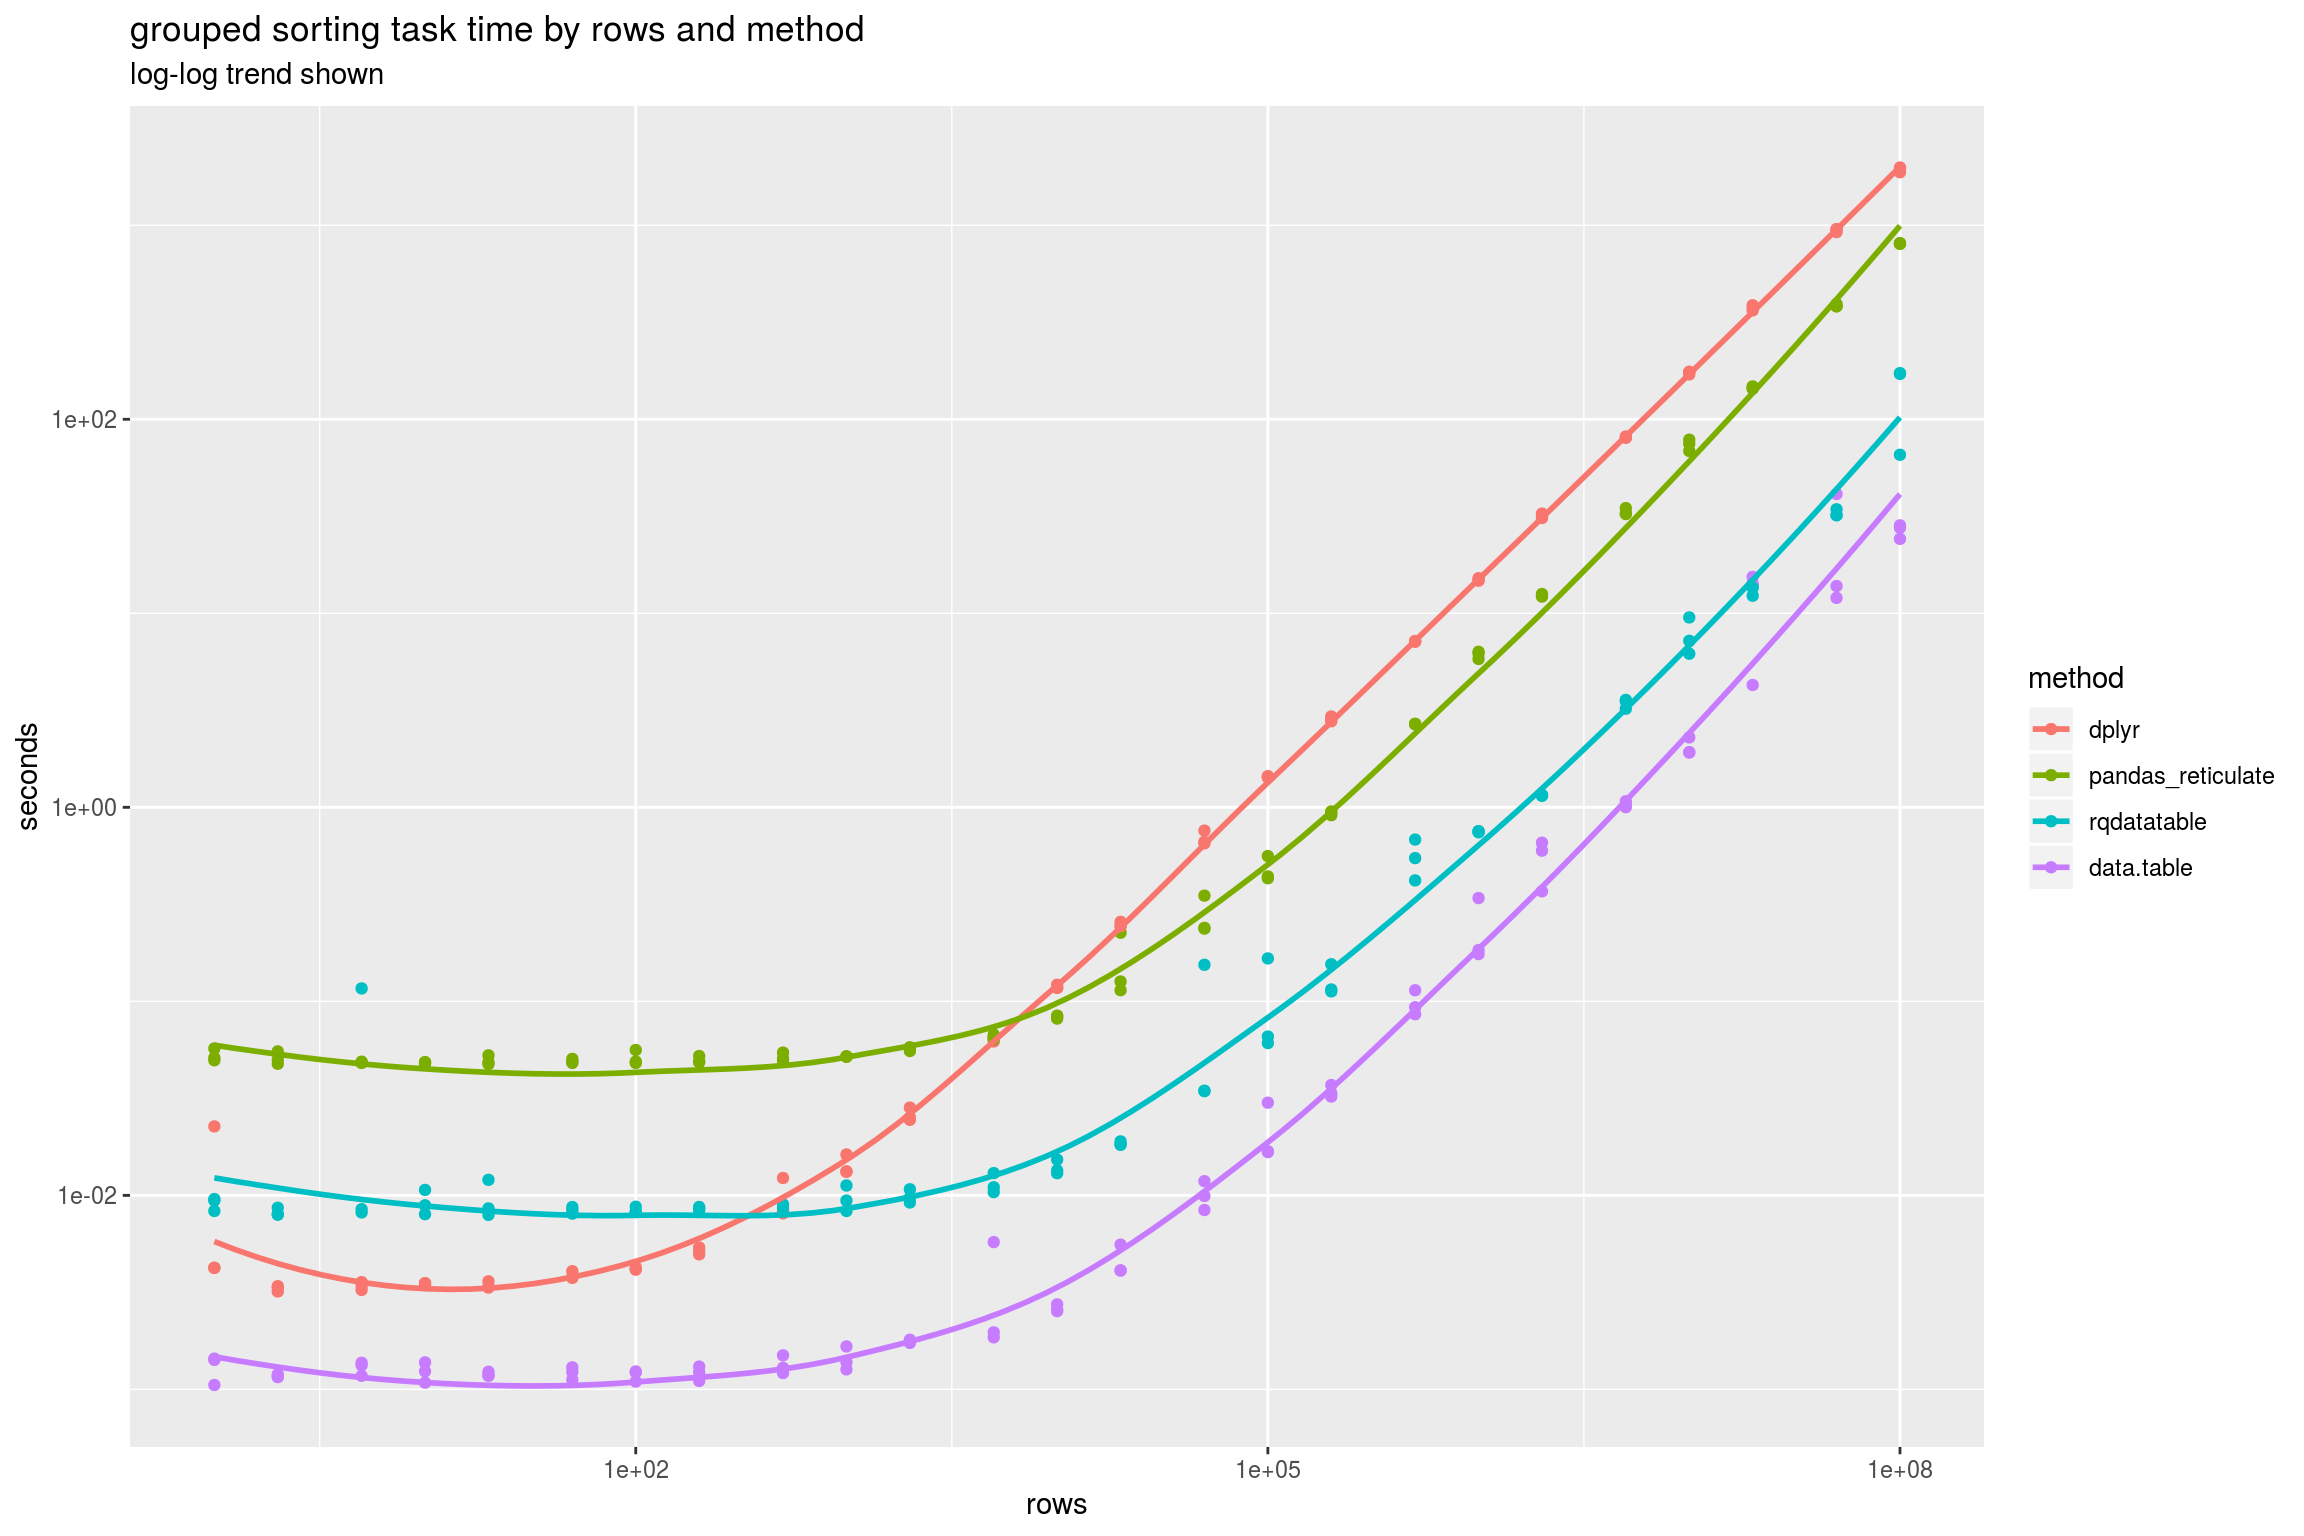 grouped sorting task time by rows and method
log-log trend shown
seconds
1e+02
1e+00
1e-02
1e+02
1e+05
1e+08
rows
method
dplyr
pandas_reticulate
rqdatatable
data.table